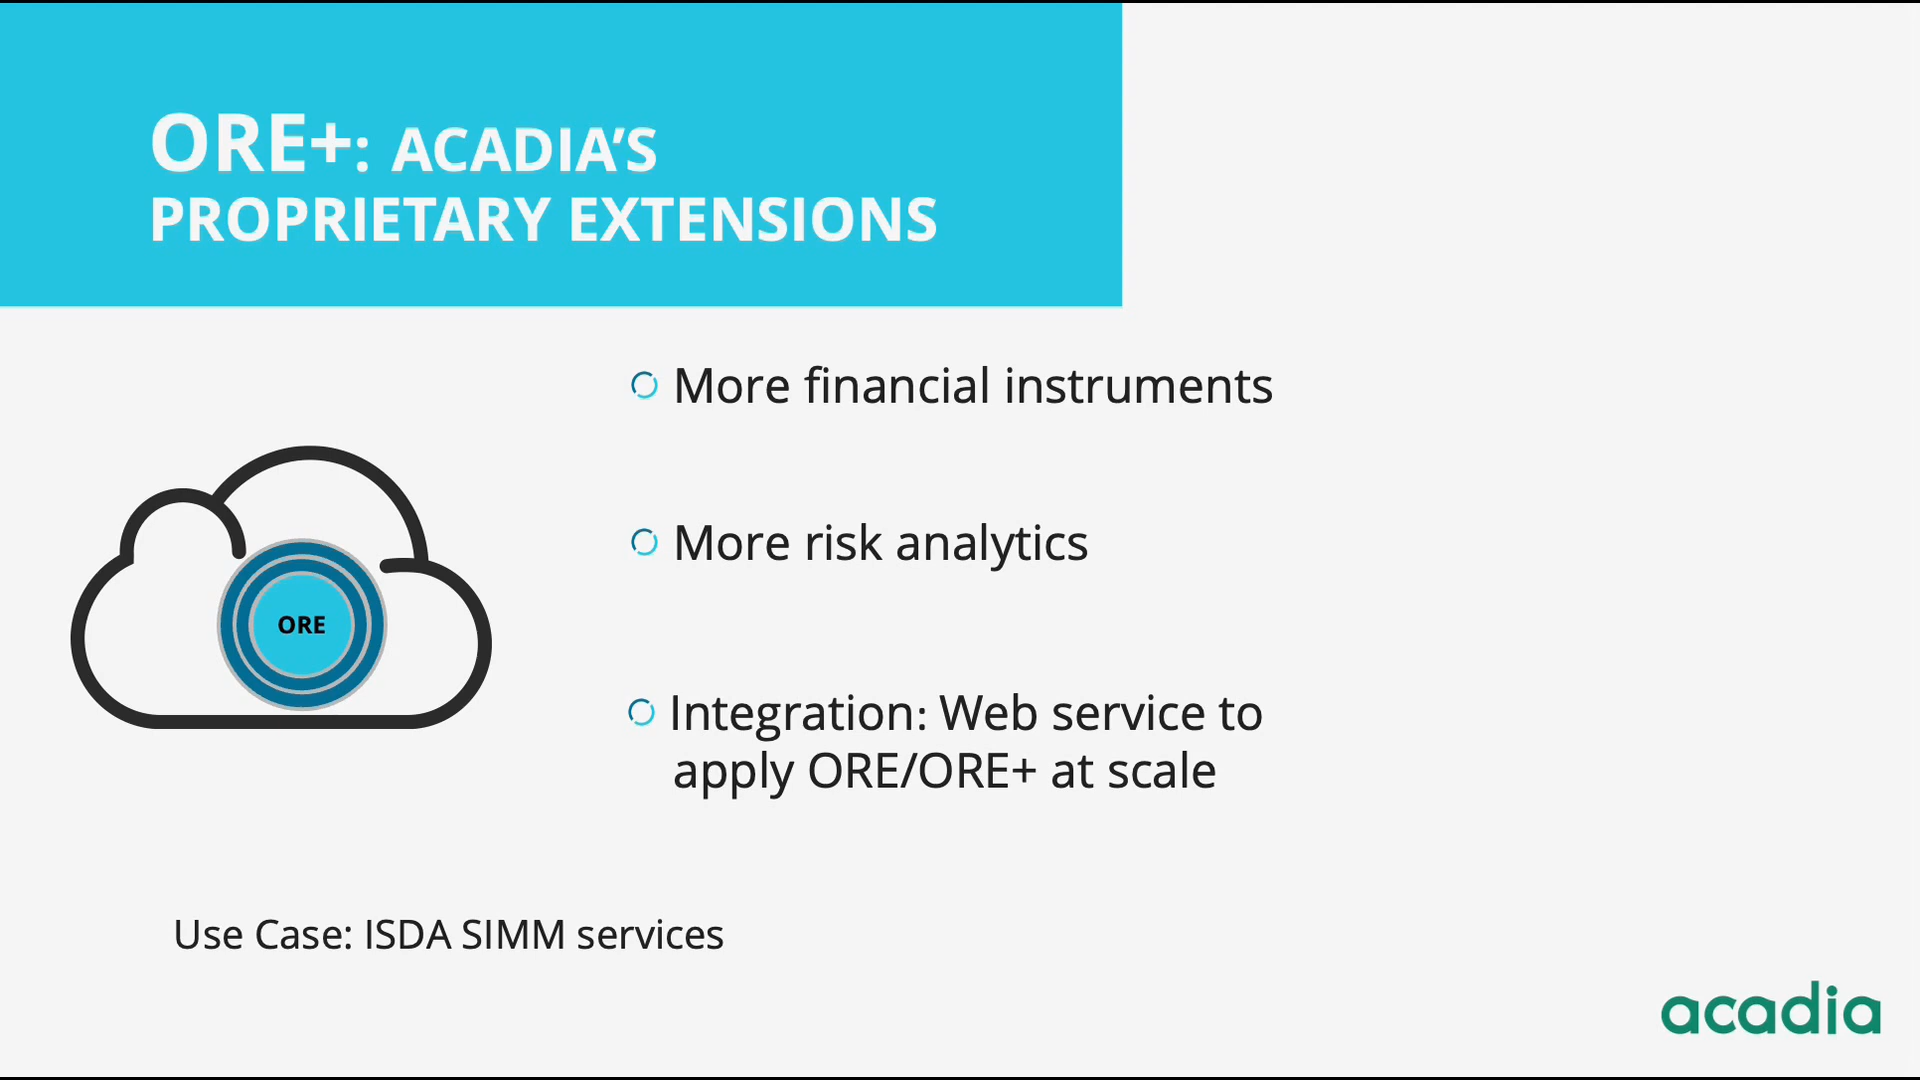 ORE+: ACADIA’S
PROPRIETARY EXTENSIONS
More financial instruments
More risk analytics
ORE
Integration: Web service to
apply ORE/ORE+ at scale
Use Case: ISDA SIMM services
acadia